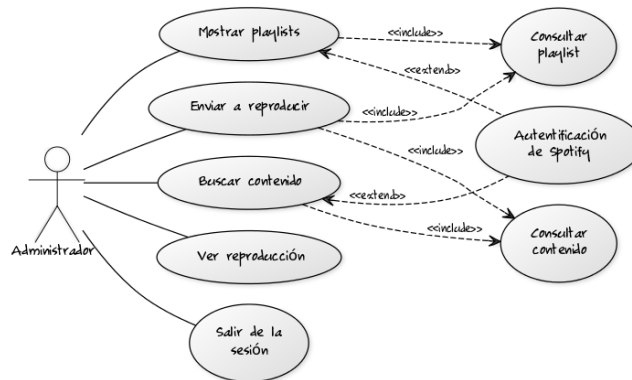 Mostrar playlists
<<include>>
Consultar
playlist
<<extend>>
Enviar a reproducir
<<include>>
Autentificación
de Spotify
<<include>>
Buscar contenido
<<extend>>
<<include>>
Consultar
contenido
Administrador
Ver reproducción
Salir de la
sesión